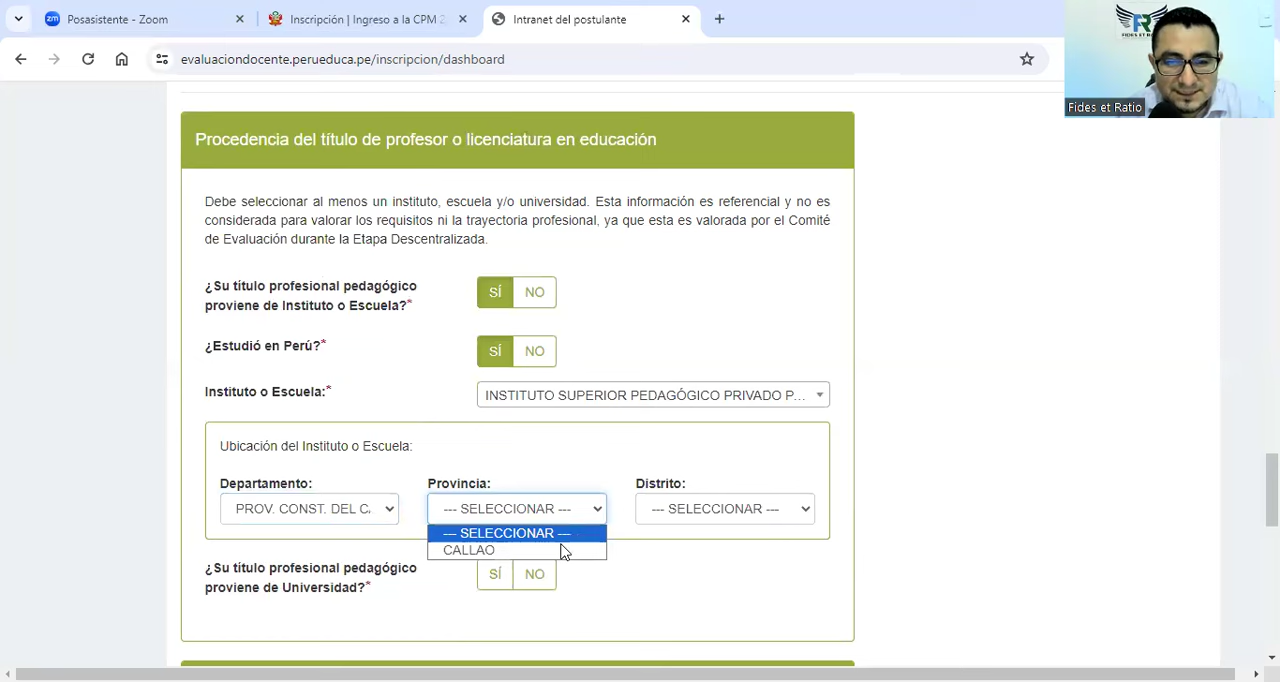 Posasistente - Zoom
Inscripción | Ingreso a la CPM 2
Intranet del postulante
evaluaciondocente.perueduca.pe/inscripcion/dashboard
FIDES ET RATIO
Fides et Ratio
Procedencia del título de profesor o licenciatura en educación
Debe seleccionar al menos un instituto, escuela y/o universidad. Esta información es referencial y no es
considerada para valorar los requisitos ni la trayectoria profesional, ya que esta es valorada por el Comité
de Evaluación durante la Etapa Descentralizada.
¿Su título profesional pedagógico
proviene de Instituto o Escuela?*
SÍ NO
¿Estudió en Perú?*
SÍ NO
Instituto o Escuela:*
INSTITUTO SUPERIOR PEDAGÓGICO PRIVADO P...
Ubicación del Instituto o Escuela:
Departamento: Provincia: Distrito:
PROV. CONST. DEL CA --- SELECCIONAR --- --- SELECCIONAR ---
--- SELECCIONAR ---
CALLAO
¿Su título profesional pedagógico
proviene de Universidad?*
SÍ NO